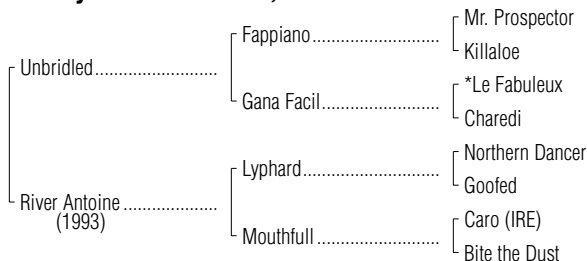 Mr. Prospector
Fappiano
Killaloe
Unbridled
*Le Fabuleux
Gana Facil
Charedi
Northern Dancer
Lyphard
Goofed
River Antoine
(1993)
Caro (IRE)
Mouthfull
Bite the Dust